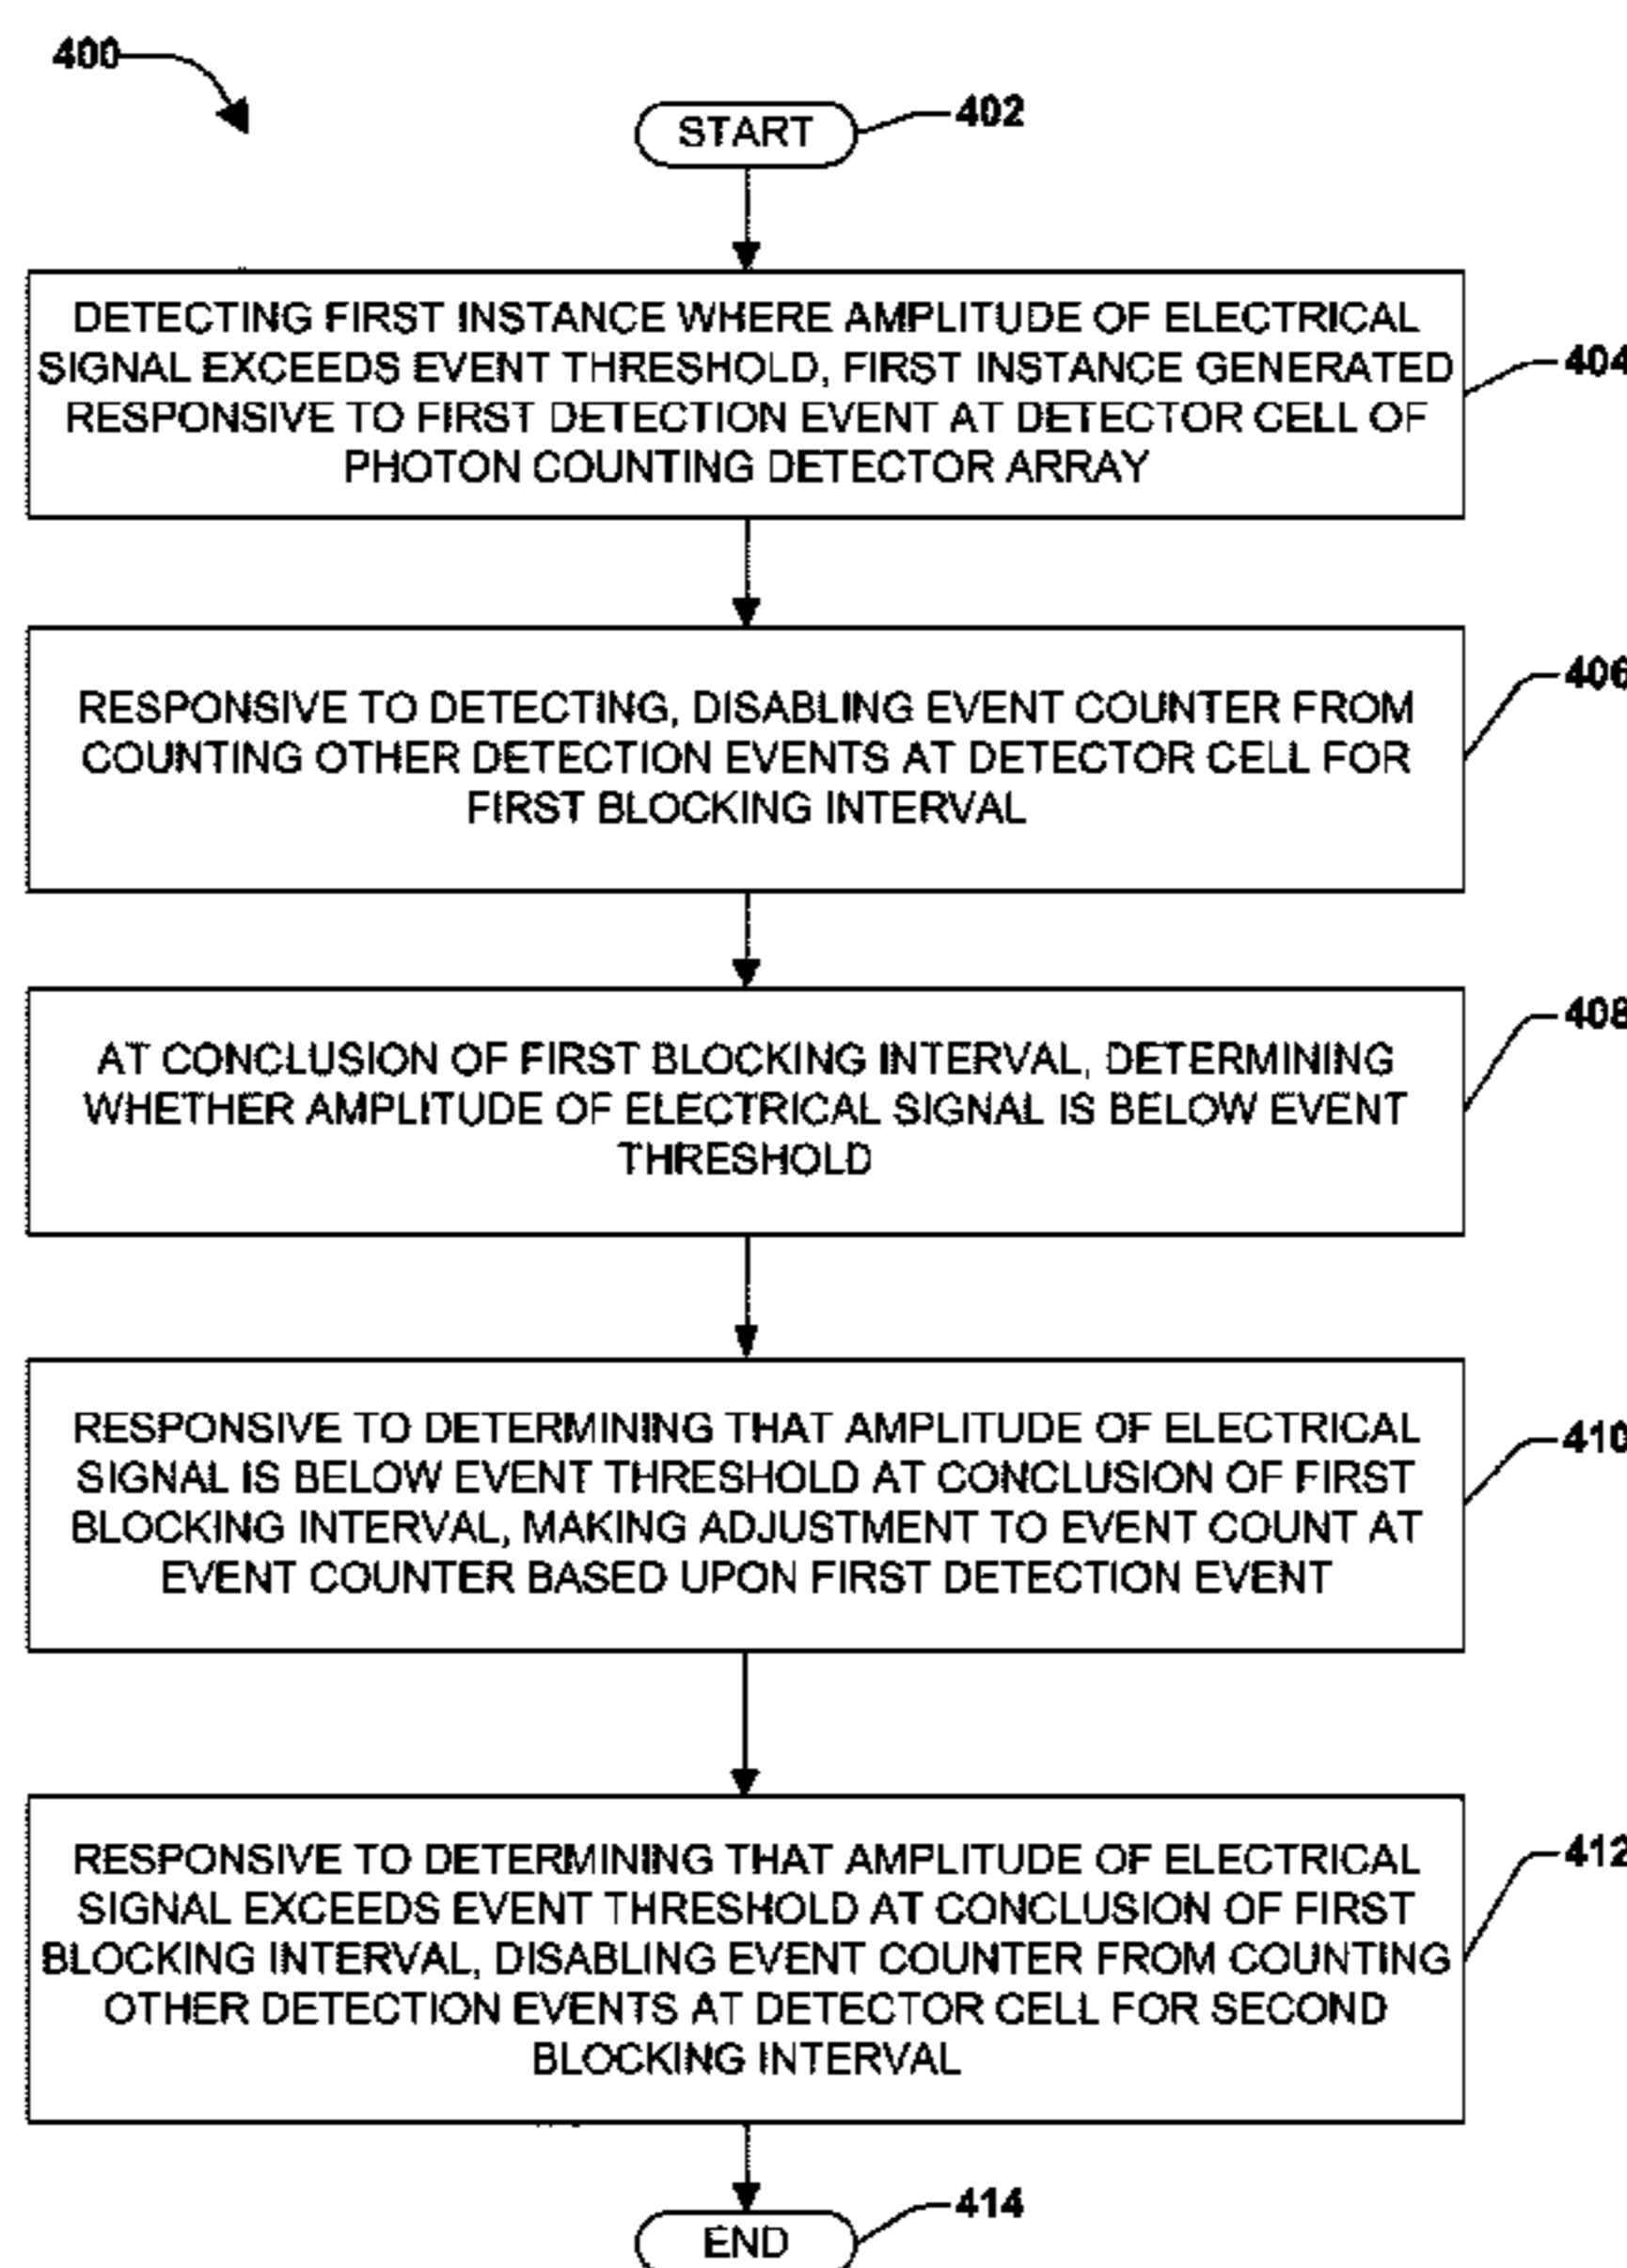 400
START
402
DETECTING FIRST INSTANCE WHERE AMPLITUDE OF ELECTRICAL
SIGNAL EXCEEDS EVENT THRESHOLD, FIRST INSTANCE GENERATED
RESPONSIVE TO FIRST DETECTION EVENT AT DETECTOR CELL OF
PHOTON COUNTING DETECTOR ARRAY
404
RESPONSIVE TO DETECTING, DISABLING EVENT COUNTER FROM
COUNTING OTHER DETECTION EVENTS AT DETECTOR CELL FOR
FIRST BLOCKING INTERVAL
406
AT CONCLUSION OF FIRST BLOCKING INTERVAL, DETERMINING
WHETHER AMPLITUDE OF ELECTRICAL SIGNAL IS BELOW EVENT
THRESHOLD
408
RESPONSIVE TO DETERMINING THAT AMPLITUDE OF ELECTRICAL
SIGNAL IS BELOW EVENT THRESHOLD AT CONCLUSION OF FIRST
BLOCKING INTERVAL, MAKING ADJUSTMENT TO EVENT COUNT AT
EVENT COUNTER BASED UPON FIRST DETECTION EVENT
410
RESPONSIVE TO DETERMINING THAT AMPLITUDE OF ELECTRICAL
SIGNAL EXCEEDS EVENT THRESHOLD AT CONCLUSION OF FIRST
BLOCKING INTERVAL, DISABLING EVENT COUNTER FROM COUNTING
OTHER DETECTION EVENTS AT DETECTOR CELL FOR SECOND
BLOCKING INTERVAL
412
END
414